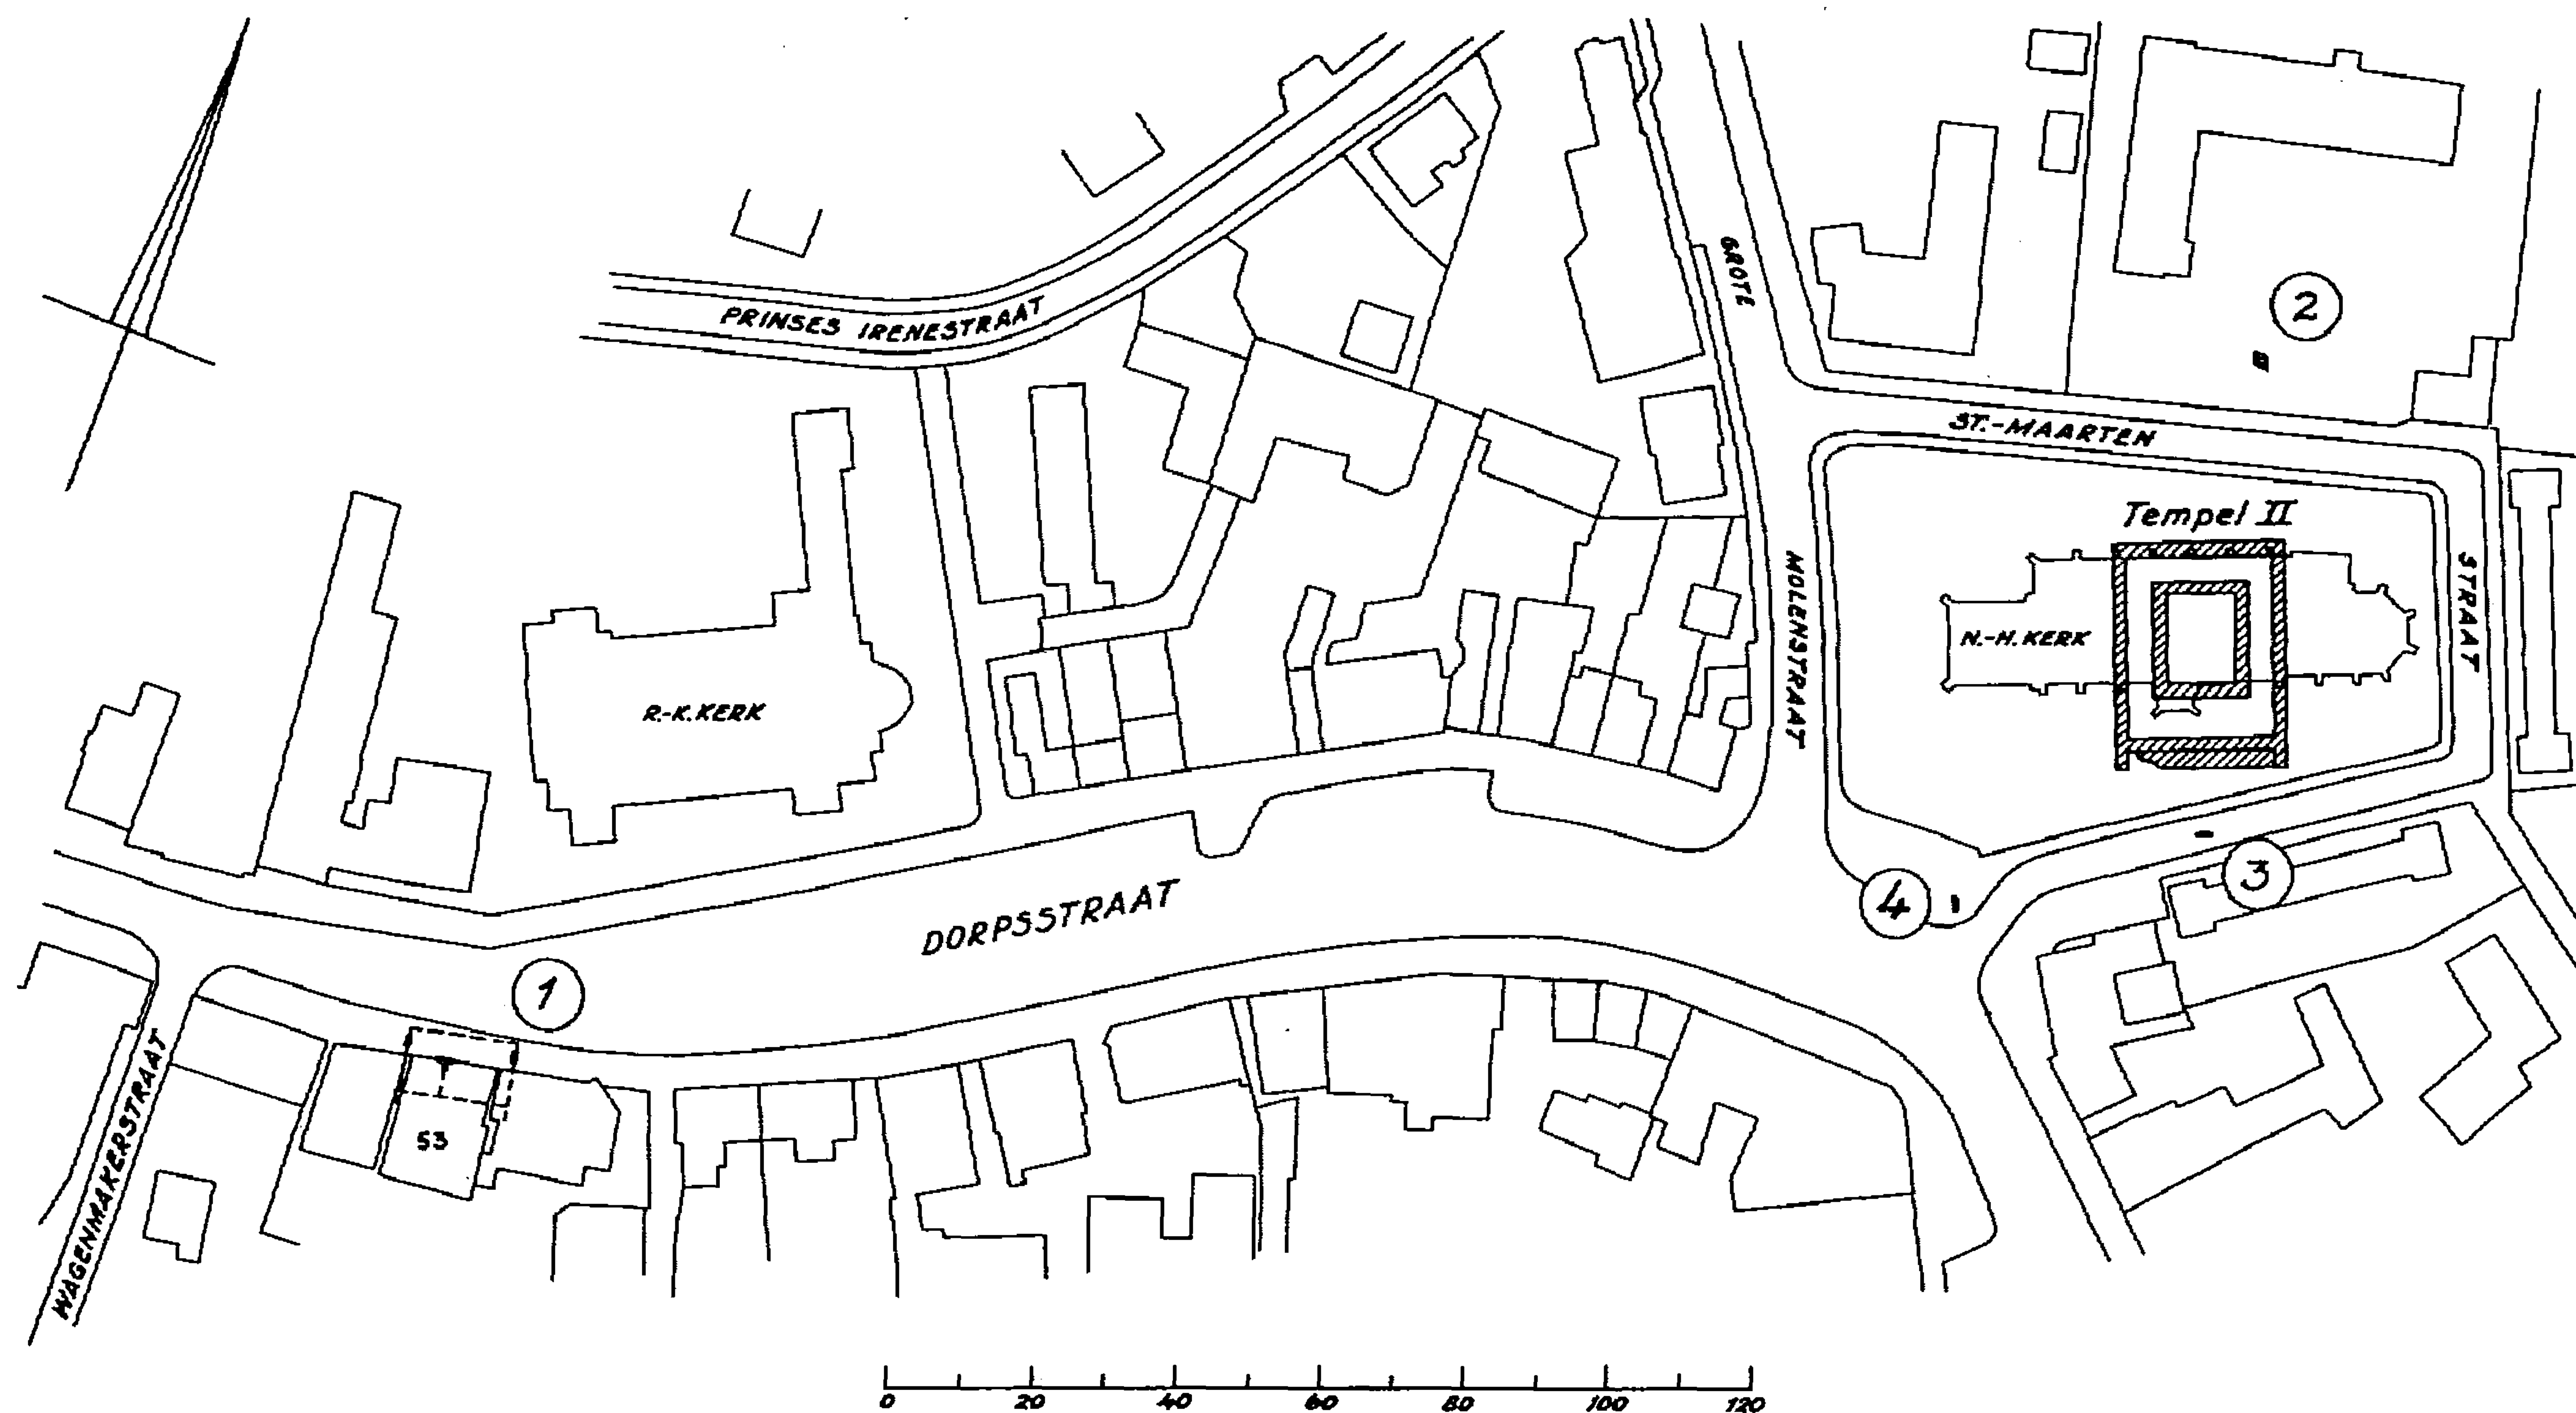 GROTE
PRINSES IRENESTRAAT
2
ST.-MAARTEN
Tempel II
STRAAT
MOLENSTRAAT
N.-H. KERK
R.-K. KERK
3
4
DORPSSTRAAT
1
53
WAGENMAKERSTRAAT
0 20 40 60 80 100 120